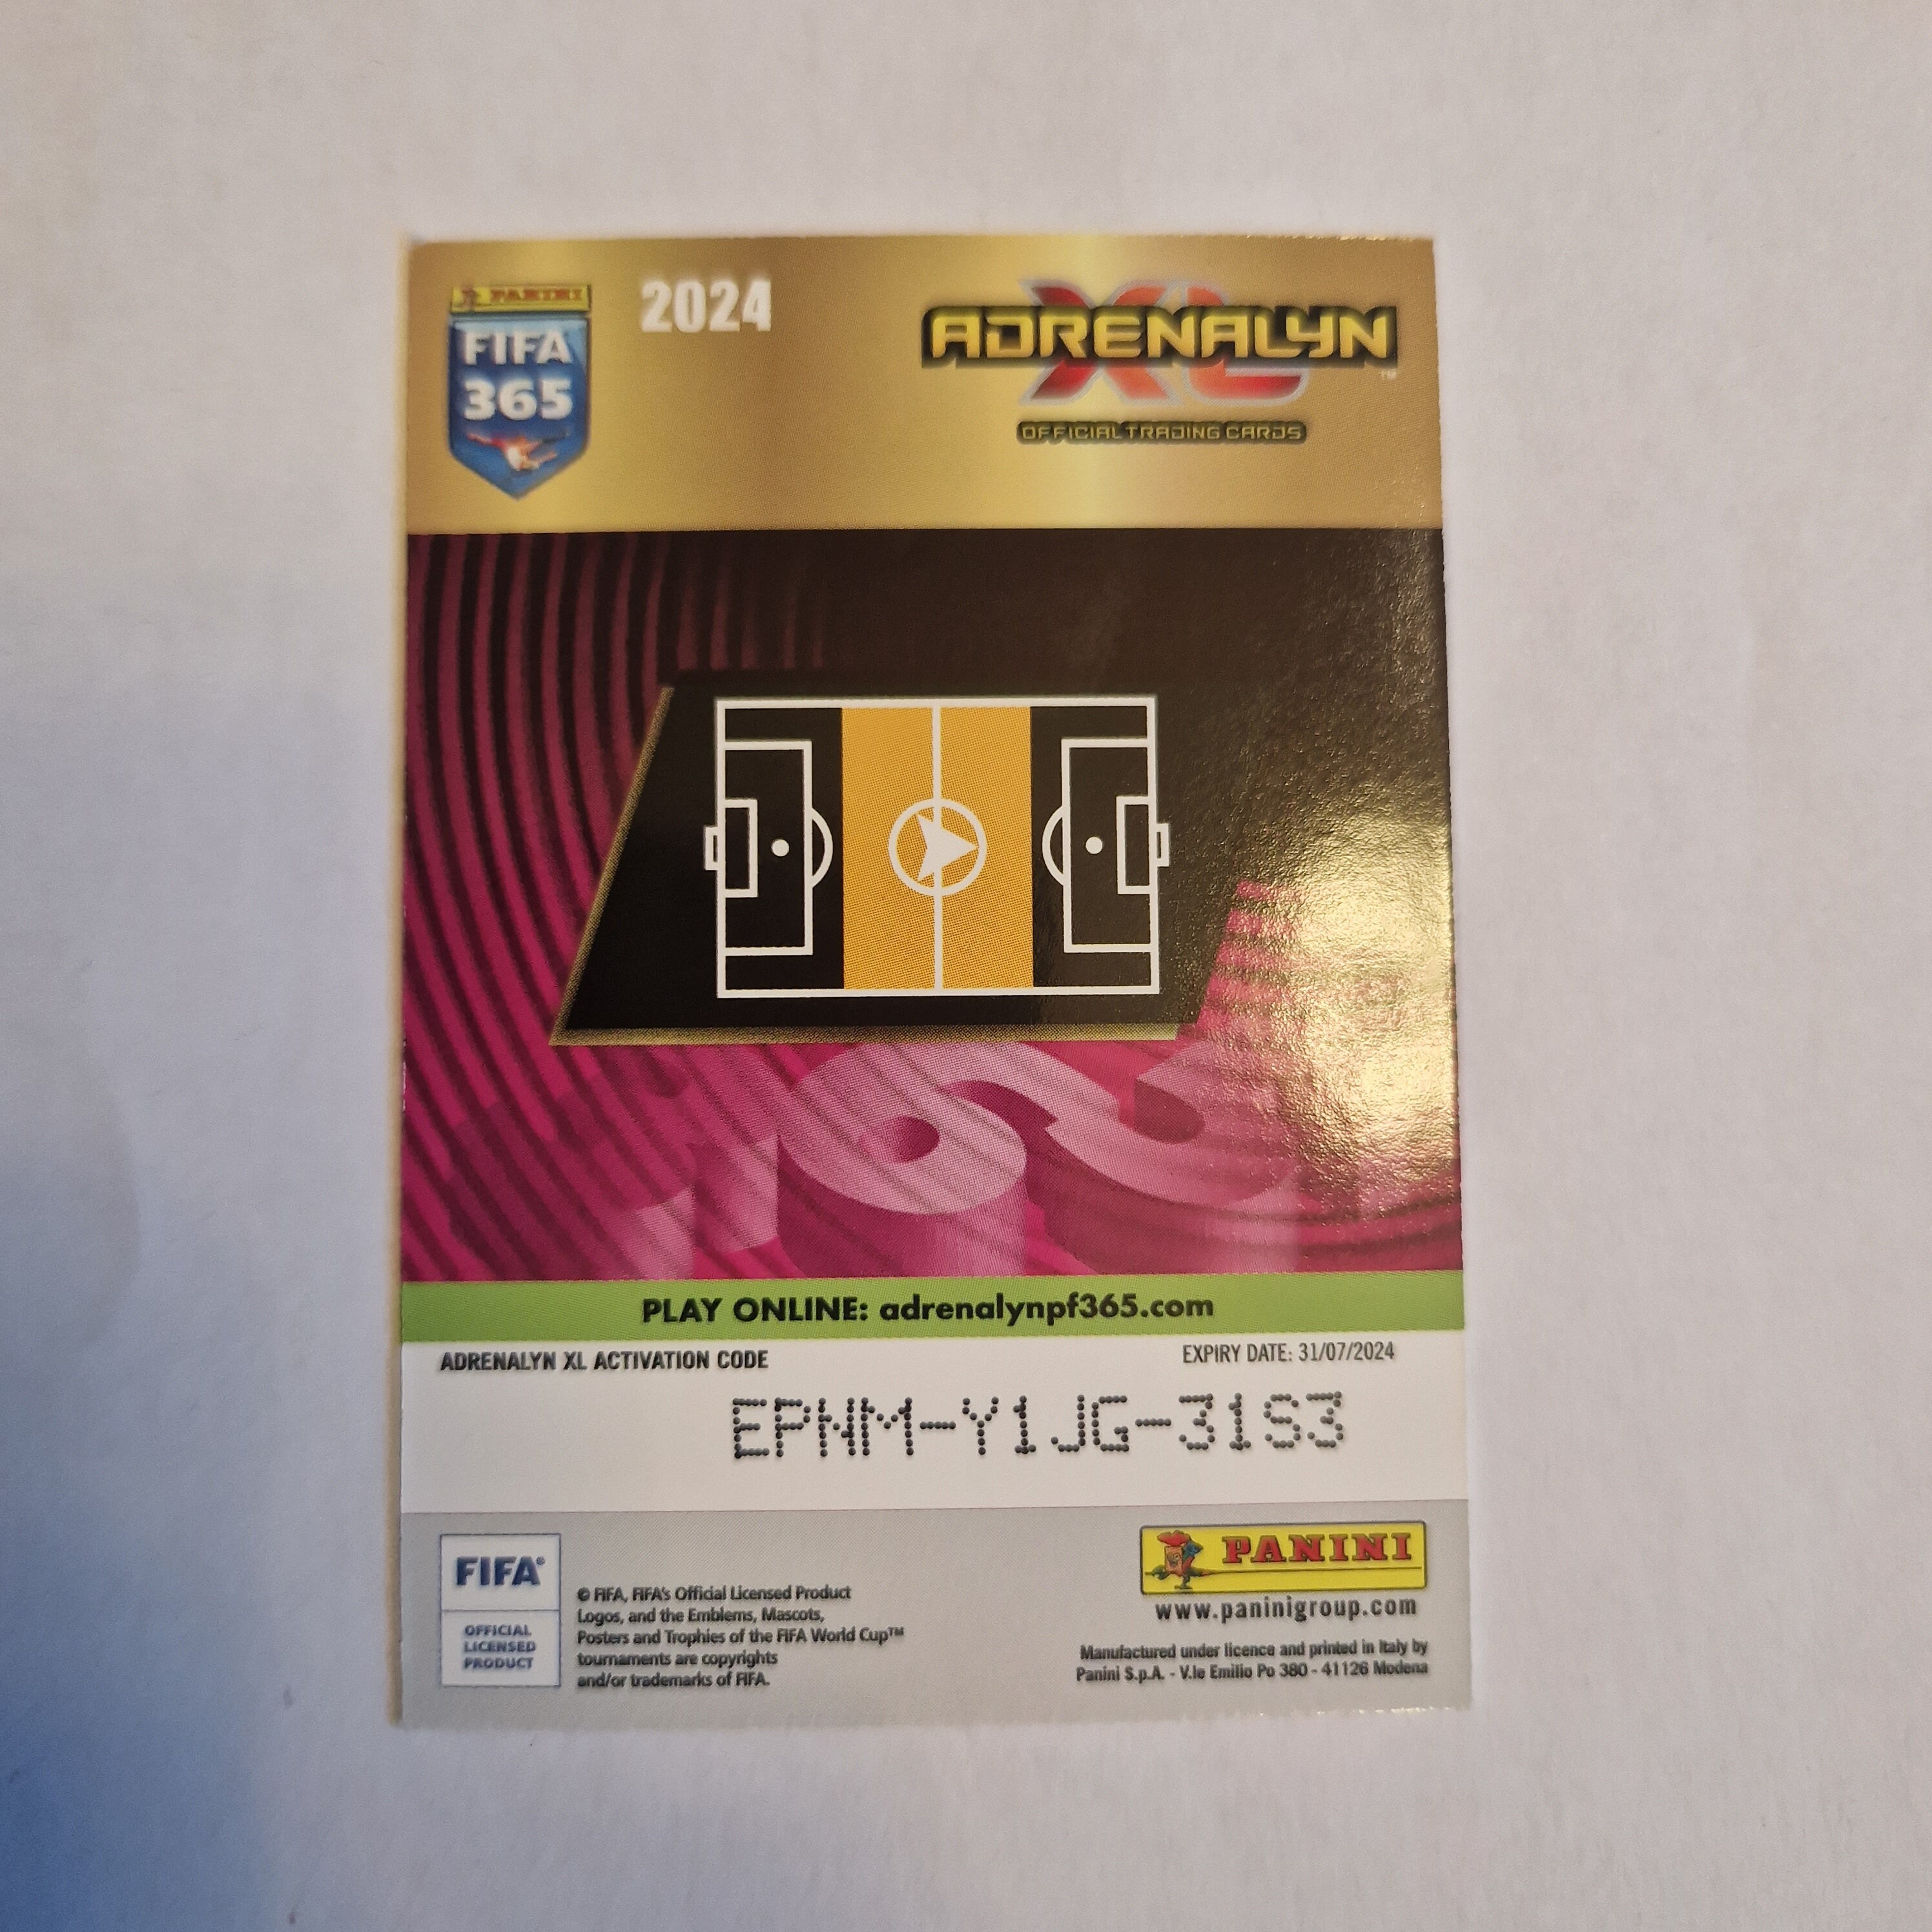 PANINI
FIFA
365
2024
ADRENALYN
XL
™
OFFICIAL TRADING CARDS
PLAY ONLINE: adrenalynpf365.com
ADRENALYN XL ACTIVATION CODE
EXPIRY DATE: 31/07/2024
EPNM-Y1JG-31S3
FIFA®
OFFICIAL
LICENSED
PRODUCT
© FIFA, FIFA's Official Licensed Product
Logos, and the Emblems, Mascots,
Posters and Trophies of the FIFA World Cup™
tournaments are copyrights
and/or trademarks of FIFA.
PANINI
www.paninigroup.com
Manufactured under licence and printed in Italy by
Panini S.p.A. - V.le Emilio Po 380 - 41126 Modena